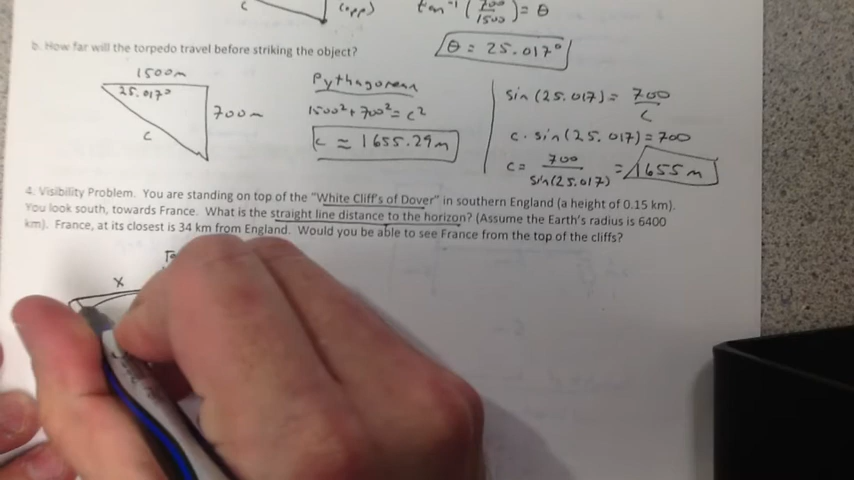 c (opp) tan⁻¹ (700/1500) = θ
b. How far will the torpedo travel before striking the object?
θ = 25.017°
1500m
25.017°
700m
c
Pythagorean
1500² + 700² = c²
c ≈ 1655.29m
sin (25.017) = 700/c
c · sin (25.017) = 700
c = 700/sin(25.017) = 1655 m
4. Visibility Problem. You are standing on top of the "White Cliff's of Dover" in southern England (a height of 0.15 km).
You look south, towards France. What is the straight line distance to the horizon? (Assume the Earth's radius is 6400
km). France, at its closest is 34 km from England. Would you be able to see France from the top of the cliffs?
x